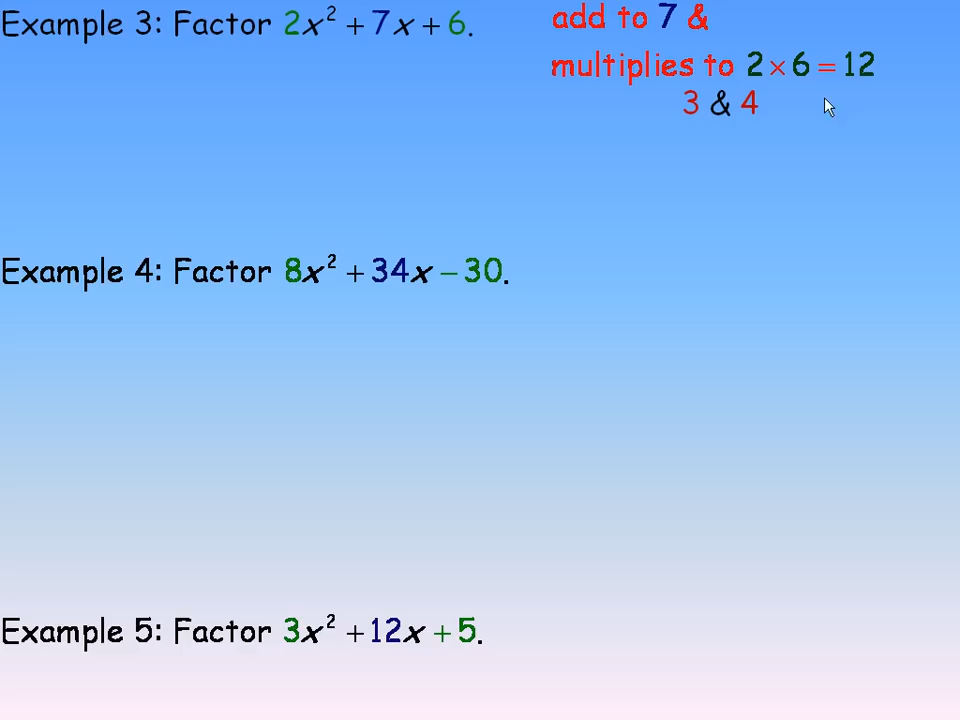 Example 3: Factor 2x² + 7x + 6.
add to 7 &
multiplies to 2 × 6 = 12
3 & 4
Example 4: Factor 8x² + 34x − 30.
Example 5: Factor 3x² + 12x + 5.